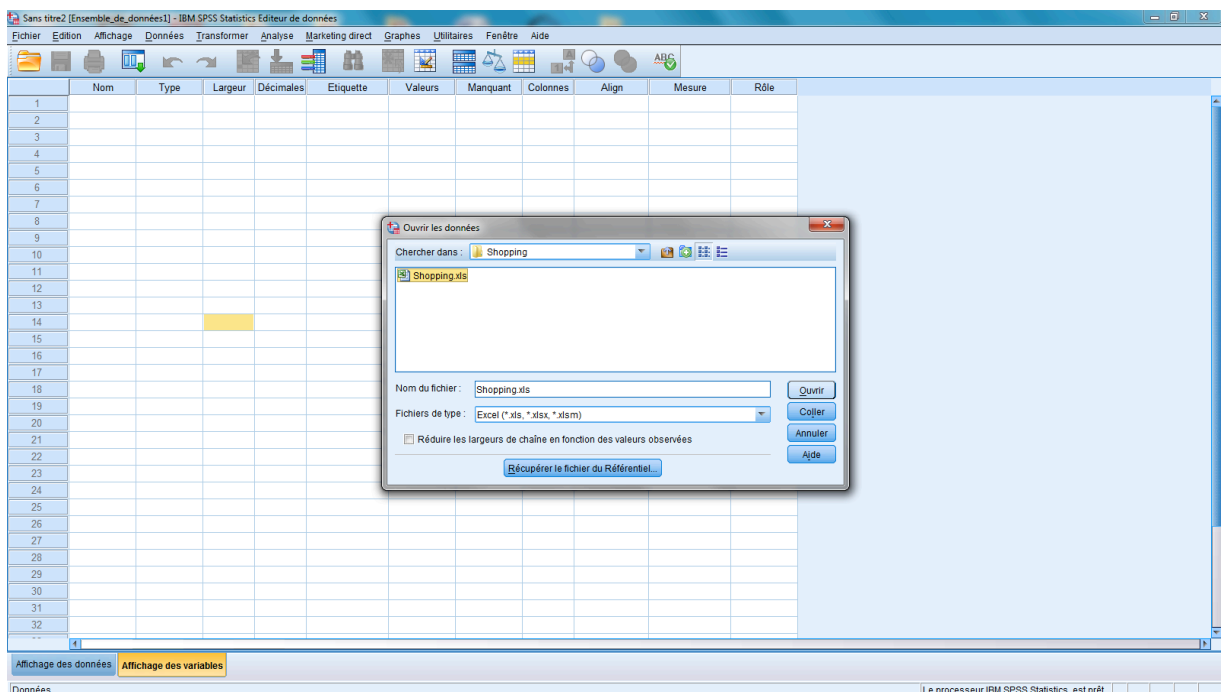 Sans titre2 [Ensemble_de_données1] - IBM SPSS Statistics Editeur de données
Fichier Edition Affichage Données Transformer Analyse Marketing direct Graphes Utilitaires Fenêtre Aide
Nom Type Largeur Décimales Etiquette Valeurs Manquant Colonnes Align Mesure Rôle
1
2
3
4
5
6
7
8
9
10
11
12
13
14
15
16
17
18
19
20
21
22
23
24
25
26
27
28
29
30
31
32
Ouvrir les données
Chercher dans : Shopping
Shopping.xls
Nom du fichier : Shopping.xls
Ouvrir
Fichiers de type : Excel (*.xls, *.xlsx, *.xlsm)
Coller
Réduire les largeurs de chaîne en fonction des valeurs observées
Annuler
Aide
Récupérer le fichier du Référentiel...
Affichage des données Affichage des variables
Données Le processeur IBM SPSS Statistics est prêt